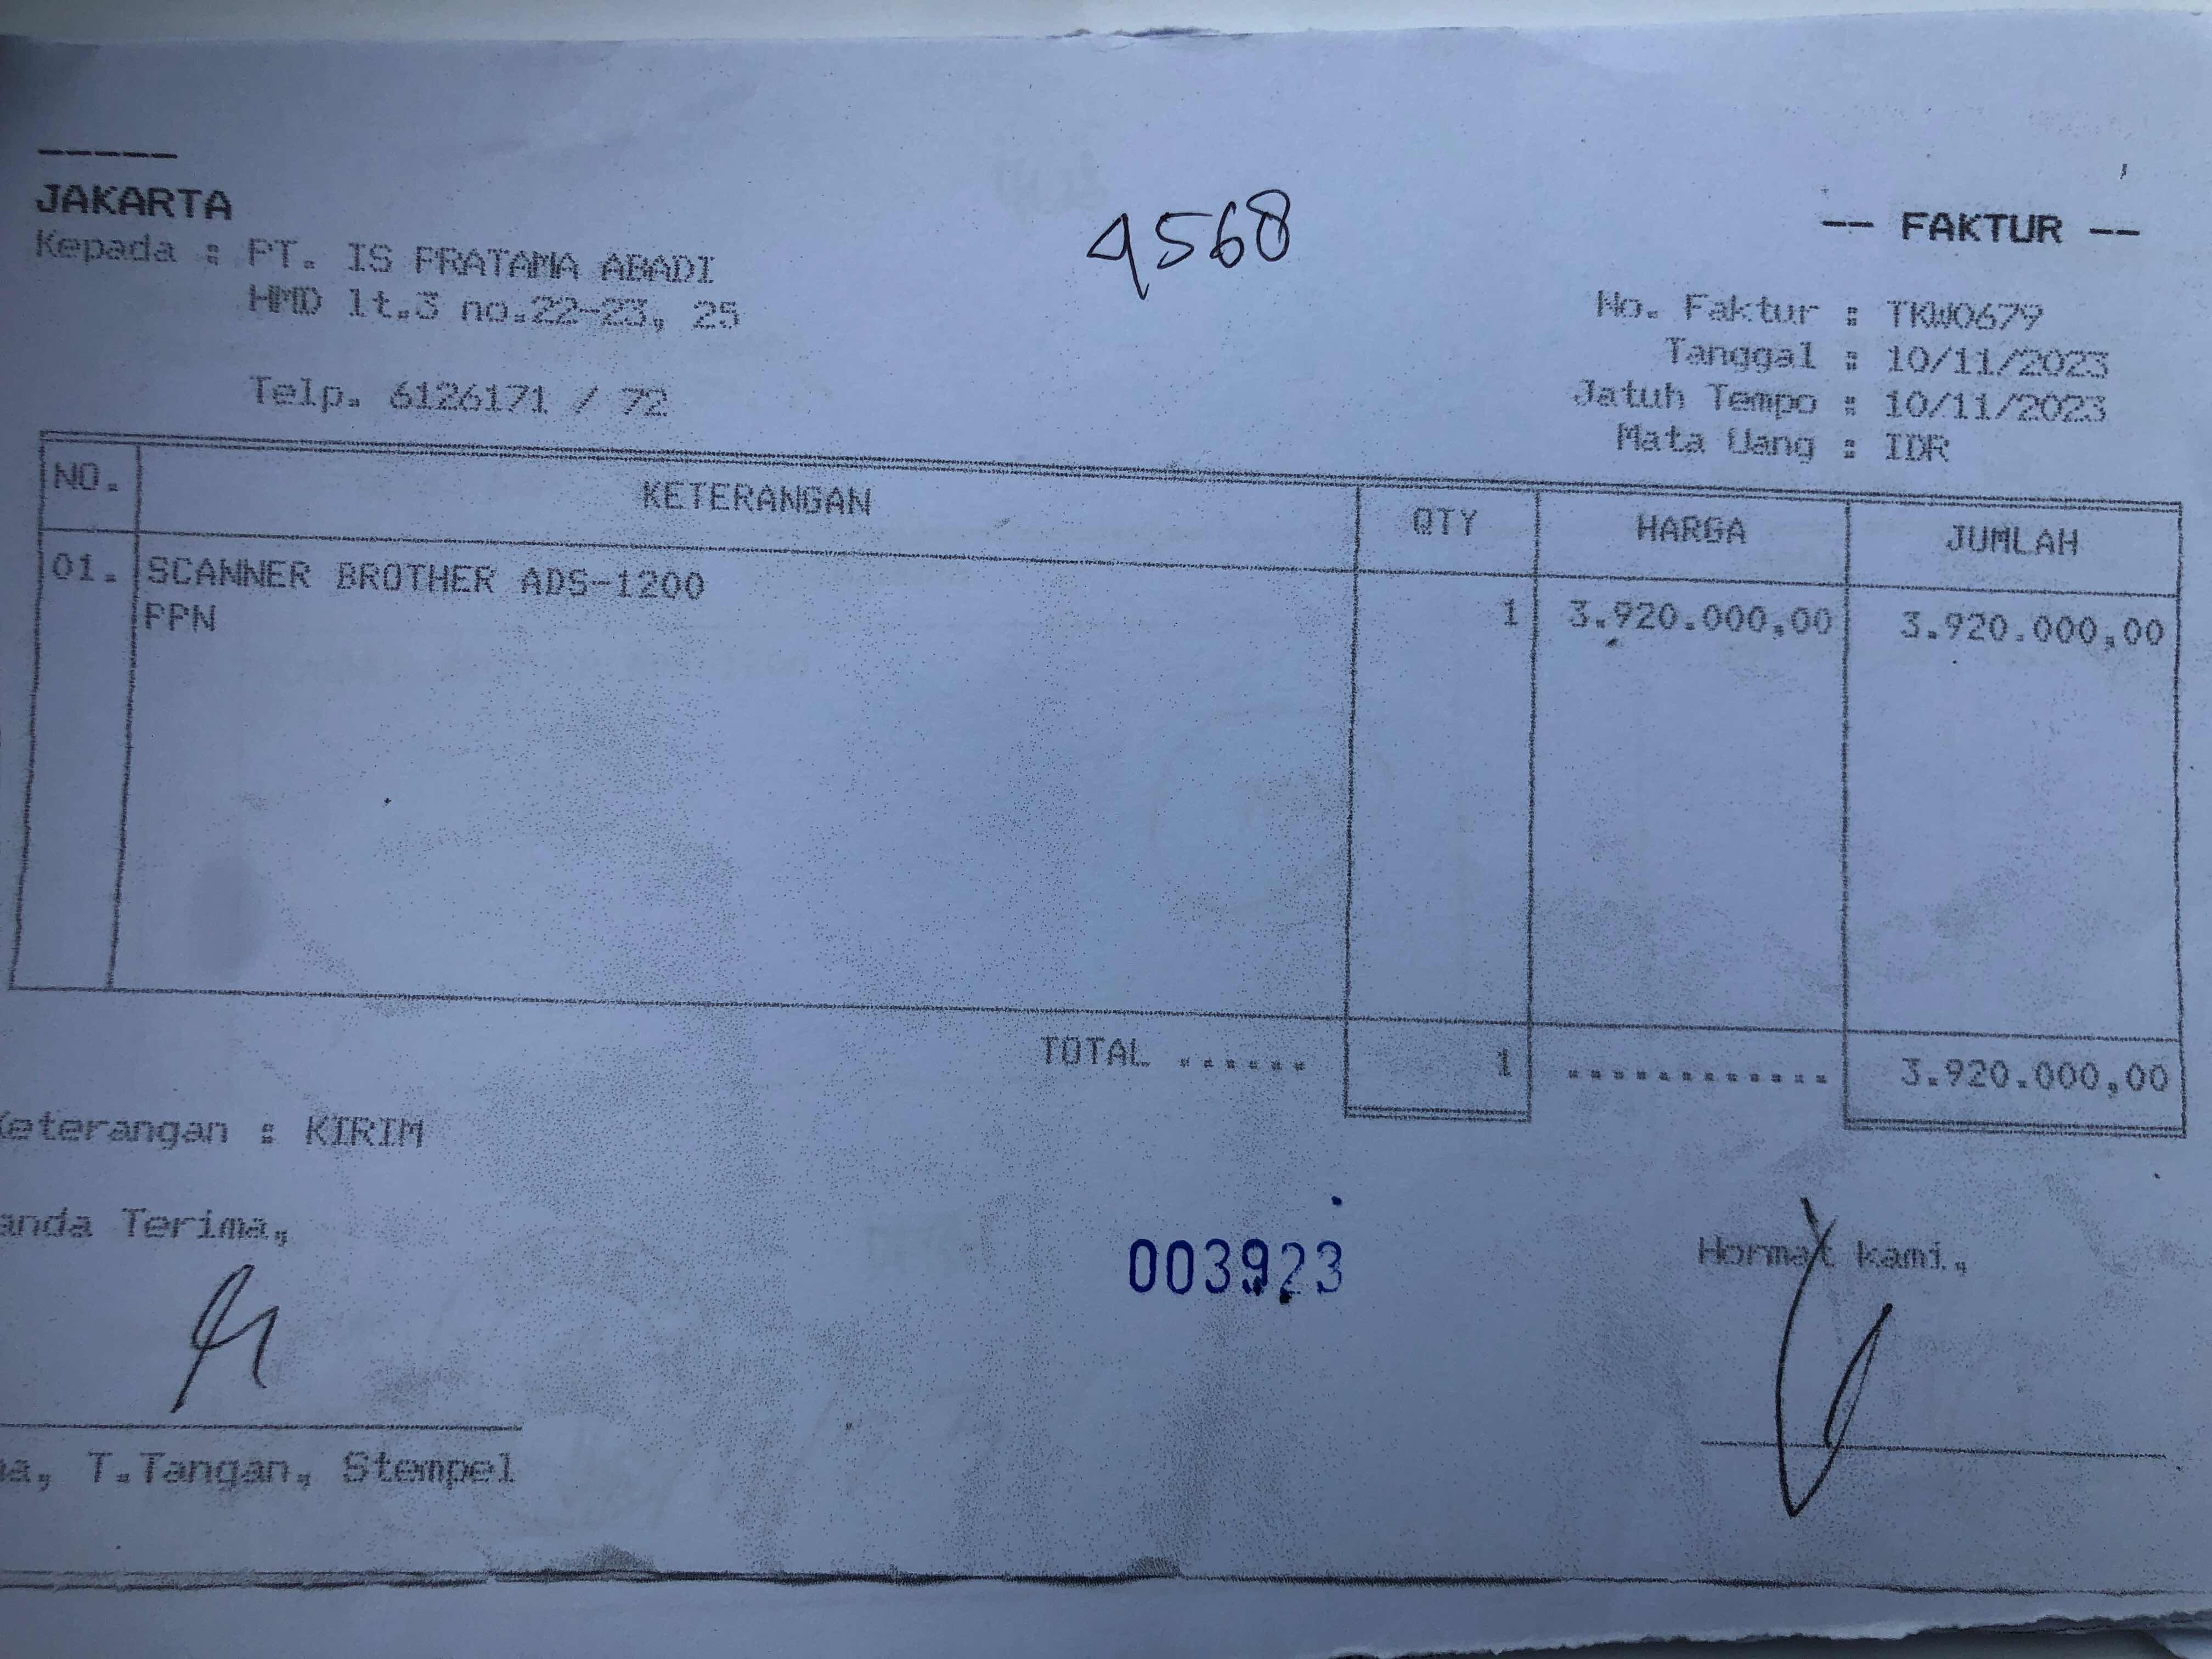 -----
JAKARTA
Kepada : PT. IS PRATAMA ABADI
HMD lt.3 no.22-23, 25
Telp. 6126171 / 72
4568
-- FAKTUR --
No. Faktur : TKW0679
Tanggal : 10/11/2023
Jatuh Tempo : 10/11/2023
Mata Uang : IDR
NO. KETERANGAN QTY HARGA JUMLAH
01. SCANNER BROTHER ADS-1200 1 3.920.000,00 3.920.000,00
PPN
TOTAL ...... 1 ............ 3.920.000,00
Keterangan : KIRIM
anda Terima,
003923
Hormat kami,
a, T.Tangan, Stempel